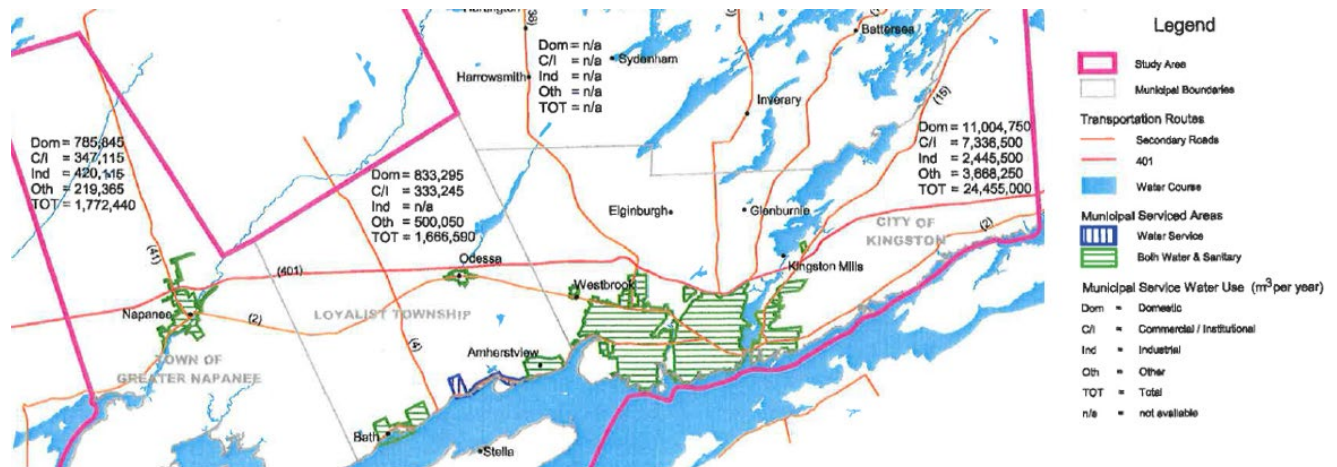 (38)
Battersea
Sydenham
Harrowsmith
Dom = n/a
C/I = n/a
Ind = n/a
Oth = n/a
TOT = n/a
Inverary
(15)
Dom = 785,845
C/I = 347,115
Ind = 420,115
Oth = 219,365
TOT = 1,772,440
Dom = 833,295
C/I = 333,245
Ind = n/a
Oth = 500,050
TOT = 1,666,590
Dom = 11,004,750
C/I = 7,336,500
Ind = 2,445,500
Oth = 3,668,250
TOT = 24,455,000
Elginburgh
Glenburnie
CITY OF
KINGSTON
(2)
(41)
(401)
Odessa
Kingston Mills
Westbrook
Napanee
(2)
LOYALIST TOWNSHIP
(4)
TOWN OF
GREATER NAPANEE
Amherstview
Bath
Stella
Legend
Study Area
Municipal Boundaries
Transportation Routes
Secondary Roads
401
Water Course
Municipal Serviced Areas
Water Service
Both Water & Sanitary
Municipal Service Water Use (m³ per year)
Dom = Domestic
C/I = Commercial / Institutional
Ind = Industrial
Oth = Other
TOT = Total
n/a = not available